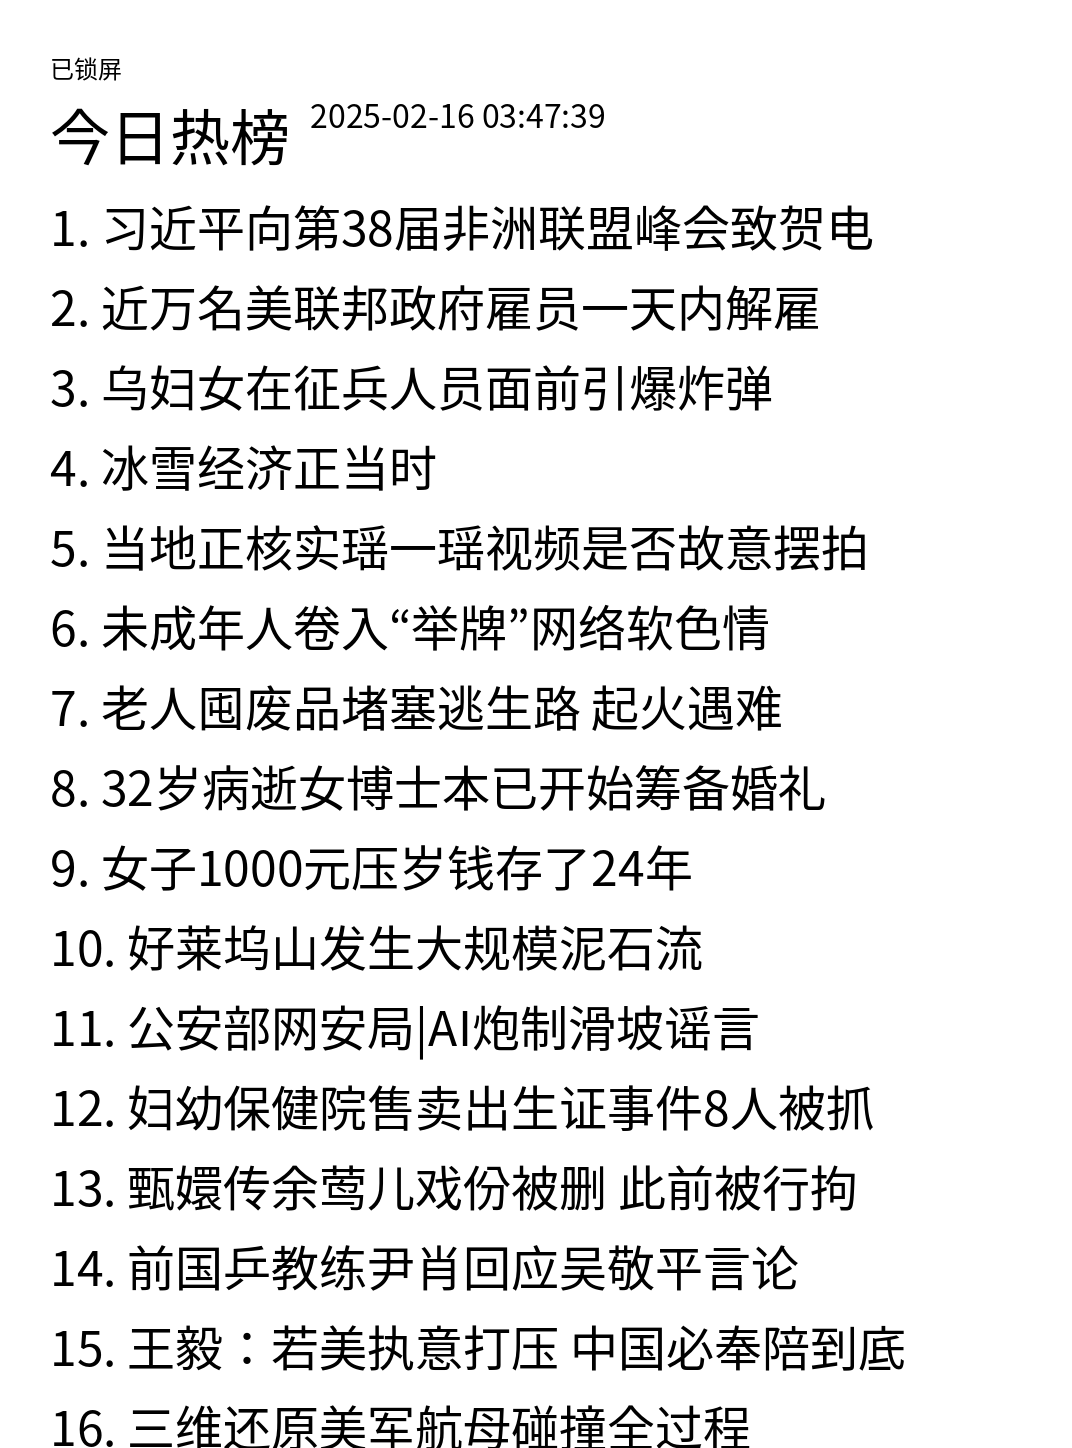 已锁屏
今日热榜 2025-02-16 03:47:39
1. 习近平向第38届非洲联盟峰会致贺电
2. 近万名美联邦政府雇员一天内解雇
3. 乌妇女在征兵人员面前引爆炸弹
4. 冰雪经济正当时
5. 当地正核实瑶一瑶视频是否故意摆拍
6. 未成年人卷入“举牌”网络软色情
7. 老人囤废品堵塞逃生路 起火遇难
8. 32岁病逝女博士本已开始筹备婚礼
9. 女子1000元压岁钱存了24年
10. 好莱坞山发生大规模泥石流
11. 公安部网安局|AI炮制滑坡谣言
12. 妇幼保健院售卖出生证事件8人被抓
13. 甄嬛传余莺儿戏份被删 此前被行拘
14. 前国乒教练尹肖回应吴敬平言论
15. 王毅：若美执意打压 中国必奉陪到底
16. 三维还原美军航母碰撞全过程